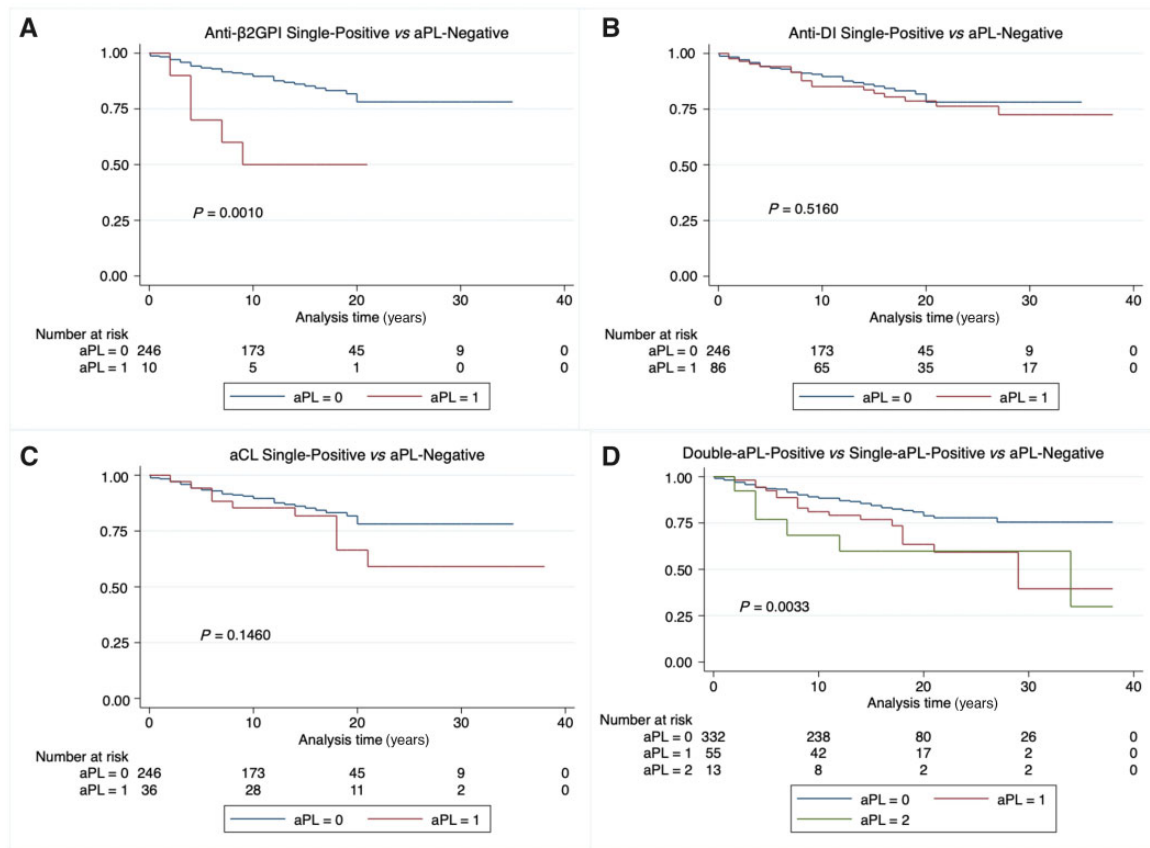 A
Anti-β2GPI Single-Positive vs aPL-Negative
1.00
0.75
0.50
0.25
0.00
P = 0.0010
0 10 20 30 40
Analysis time (years)
Number at risk
aPL = 0 246 173 45 9 0
aPL = 1 10 5 1 0 0
aPL = 0 aPL = 1
B
Anti-DI Single-Positive vs aPL-Negative
1.00
0.75
0.50
0.25
0.00
P = 0.5160
0 10 20 30 40
Analysis time (years)
Number at risk
aPL = 0 246 173 45 9 0
aPL = 1 86 65 35 17 0
aPL = 0 aPL = 1
C
aCL Single-Positive vs aPL-Negative
1.00
0.75
0.50
0.25
0.00
P = 0.1460
0 10 20 30 40
Analysis time (years)
Number at risk
aPL = 0 246 173 45 9 0
aPL = 1 36 28 11 2 0
aPL = 0 aPL = 1
D
Double-aPL-Positive vs Single-aPL-Positive vs aPL-Negative
1.00
0.75
0.50
0.25
0.00
P = 0.0033
0 10 20 30 40
Analysis time (years)
Number at risk
aPL = 0 332 238 80 26 0
aPL = 1 55 42 17 2 0
aPL = 2 13 8 2 2 0
aPL = 0 aPL = 1
aPL = 2